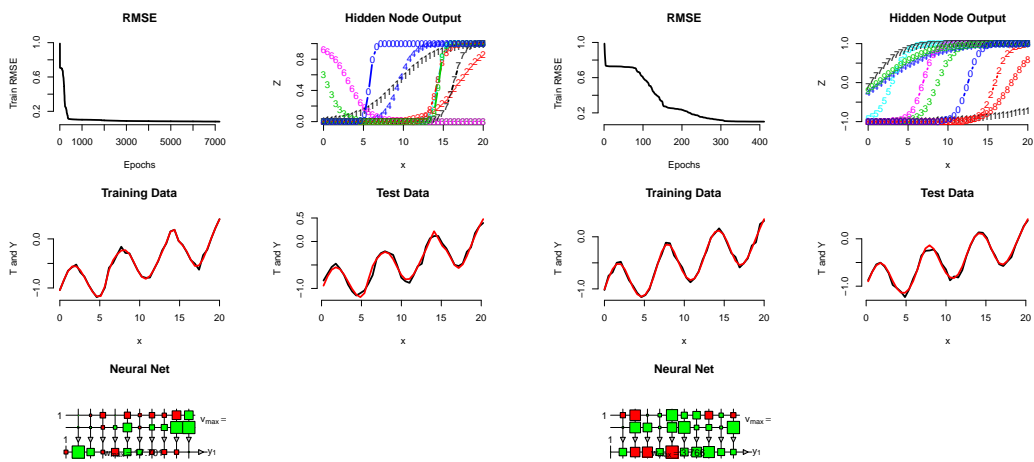 RMSE
Hidden Node Output
RMSE
Hidden Node Output
Train RMSE
0.2 0.6 1.0
0 1000 3000 5000 7000
Epochs
Z
0.0 0.4 0.8
0 5 10 15 20
x
Train RMSE
0.2 0.6 1.0
0 100 200 300 400
Epochs
Z
−1.0 0.0 1.0
0 5 10 15 20
x
Training Data
Test Data
Training Data
Test Data
T and Y
−1.0 0.0
0 5 10 15 20
x
T and Y
−1.0 0.0 0.5
0 5 10 15 20
x
T and Y
−1.0 0.0
0 5 10 15 20
x
T and Y
−1.0 0.0
0 5 10 15 20
x
Neural Net
Neural Net
1
vmax =
1
y1
1
vmax =
1
y1